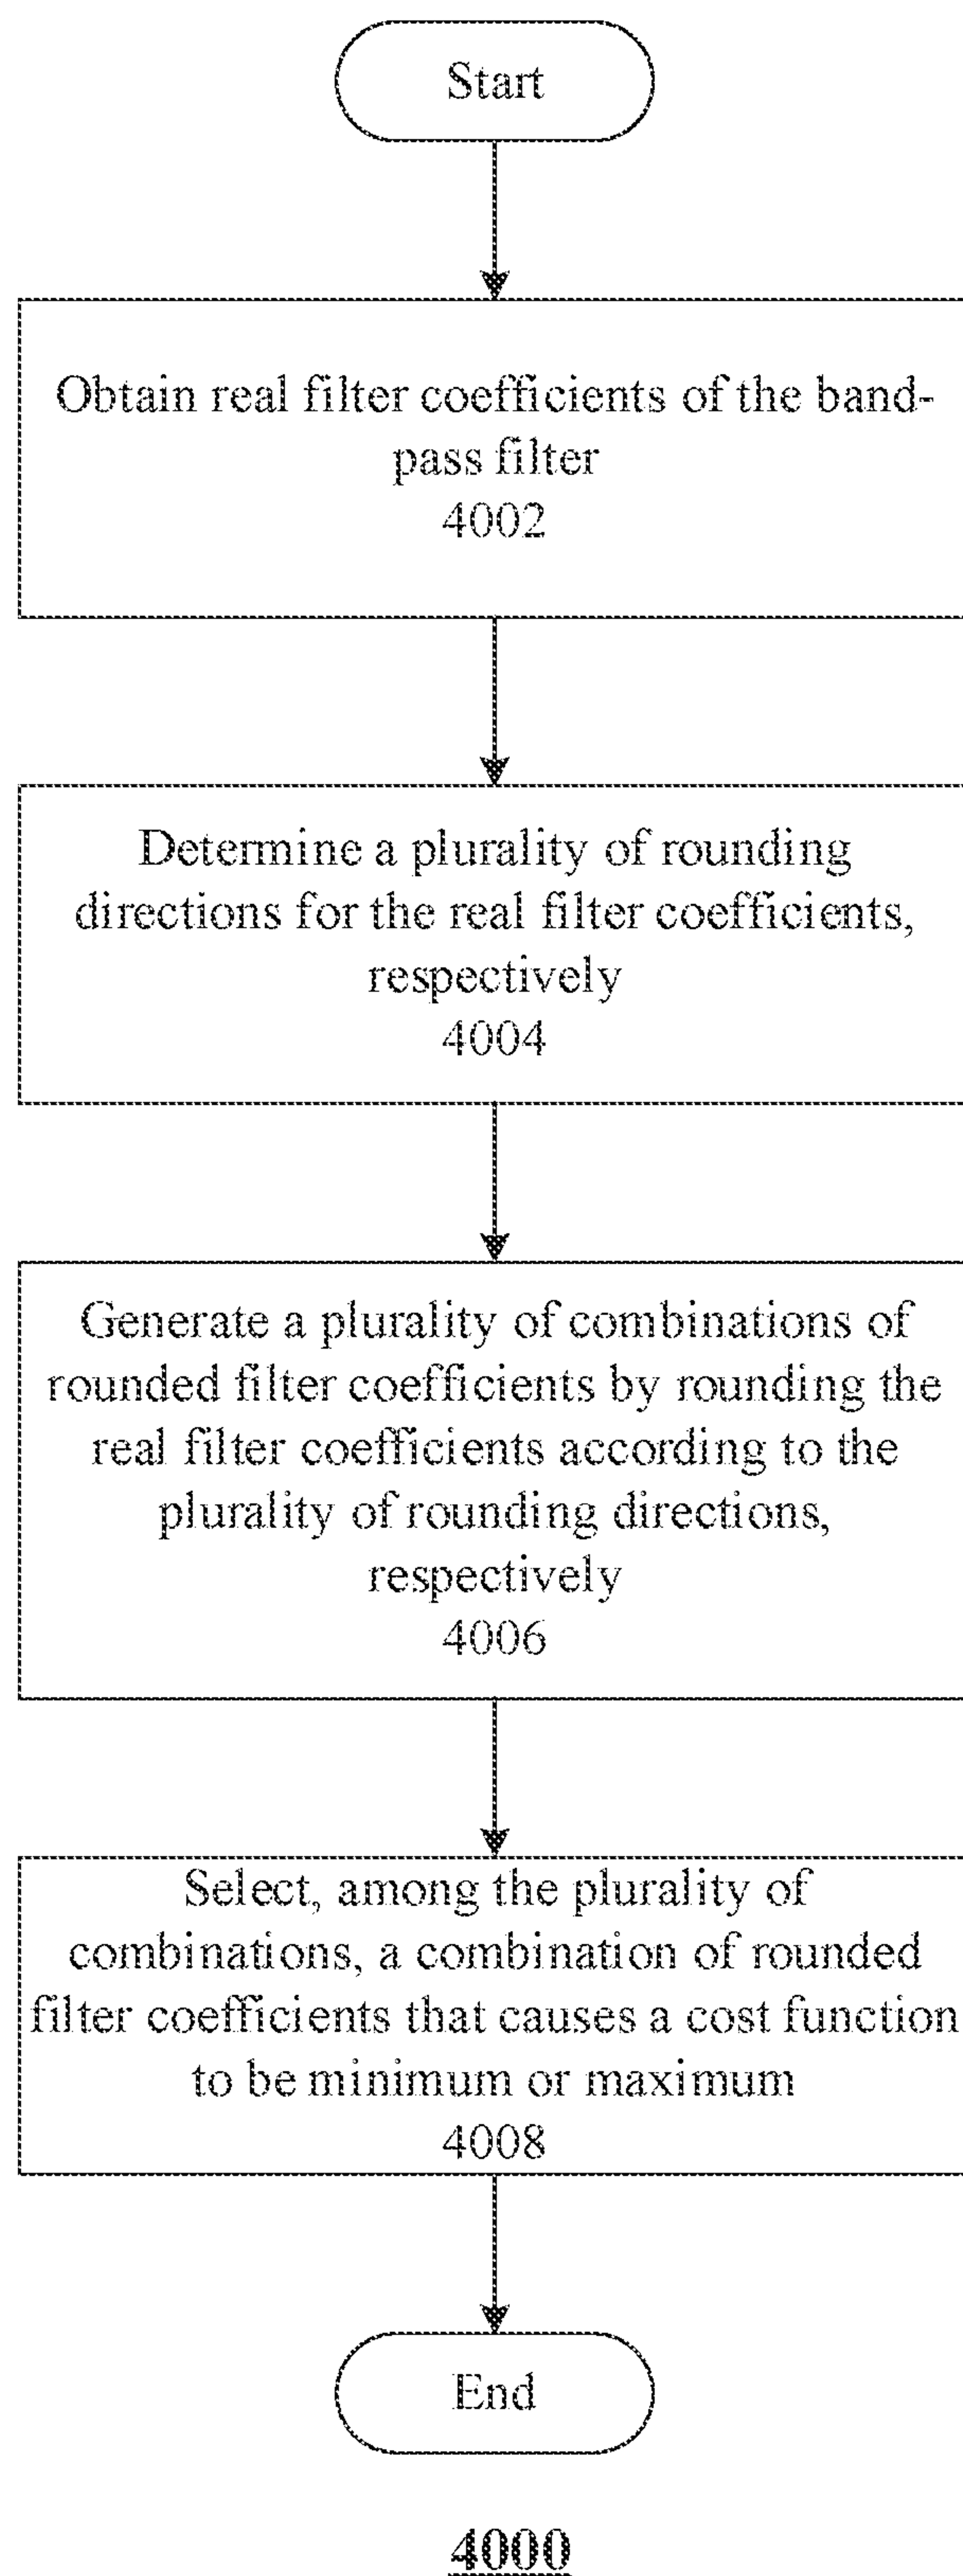 Start
Obtain real filter coefficients of the band-
pass filter
4002
Determine a plurality of rounding
directions for the real filter coefficients,
respectively
4004
Generate a plurality of combinations of
rounded filter coefficients by rounding the
real filter coefficients according to the
plurality of rounding directions,
respectively
4006
Select, among the plurality of
combinations, a combination of rounded
filter coefficients that causes a cost function
to be minimum or maximum
4008
End
4000